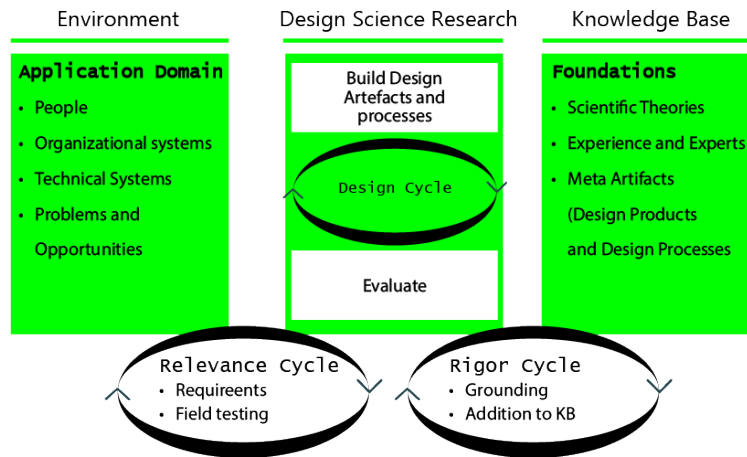 Environment
Design Science Research
Knowledge Base
Application Domain
• People
• Organizational systems
• Technical Systems
• Problems and
Opportunities
Build Design
Artefacts and
processes
Design Cycle
Evaluate
Foundations
• Scientific Theories
• Experience and Experts
• Meta Artifacts
(Design Products
and Design Processes
Relevance Cycle
• Requireents
• Field testing
Rigor Cycle
• Grounding
• Addition to KB